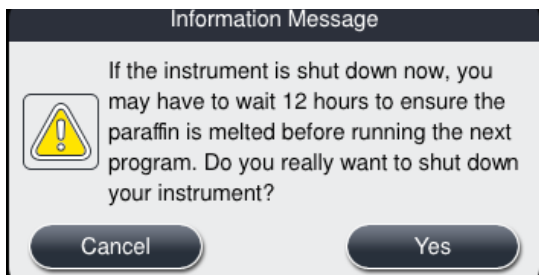 Information Message
If the instrument is shut down now, you
may have to wait 12 hours to ensure the
paraffin is melted before running the next
program. Do you really want to shut down
your instrument?
Cancel
Yes